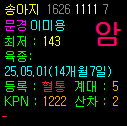 송아지 1626 1111 7
문경 이미용
최저 : 143
암
육종:
25,05,01(14개월7일)
등록 : 혈통 계대 : 5
KPN : 1222 산차 : 2
-